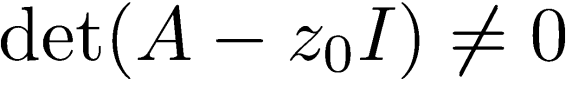 det(A − z₀I) ≠ 0